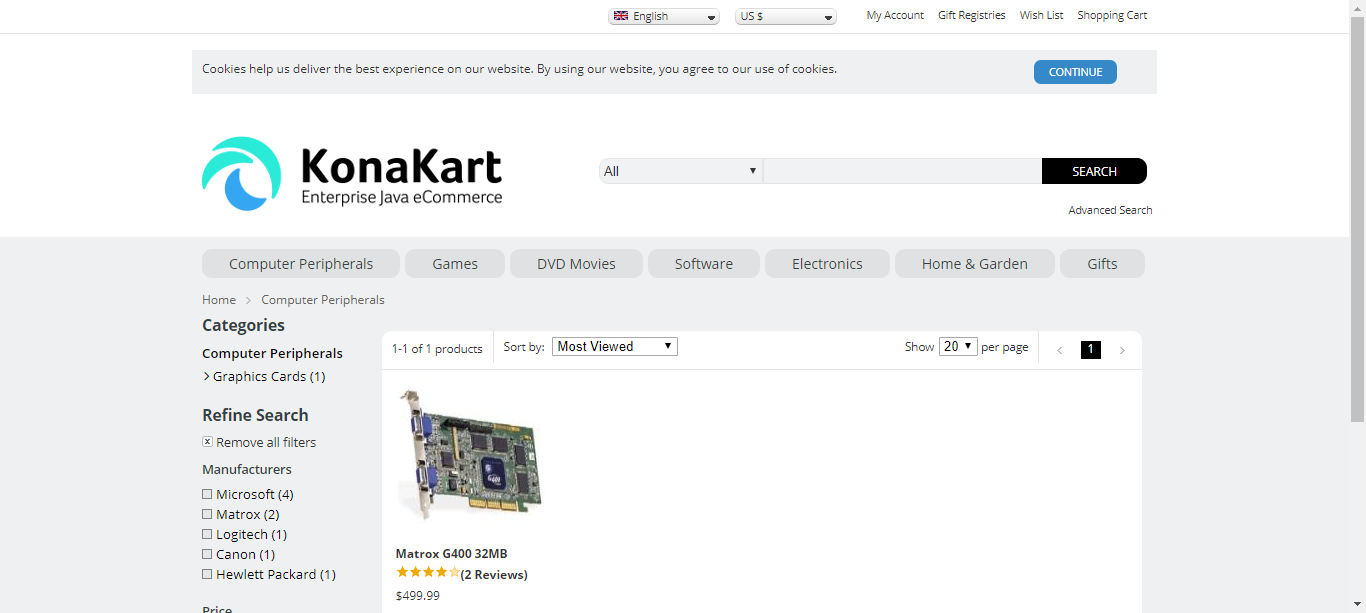 English
US $
My Account
Gift Registries
Wish List
Shopping Cart
Cookies help us deliver the best experience on our website. By using our website, you agree to our use of cookies.
CONTINUE
KonaKart
Enterprise Java eCommerce
All
SEARCH
Advanced Search
Computer Peripherals
Games
DVD Movies
Software
Electronics
Home & Garden
Gifts
Home
Computer Peripherals
Categories
Computer Peripherals
Graphics Cards (1)
Refine Search
Remove all filters
Manufacturers
Microsoft (4)
Matrox (2)
Logitech (1)
Canon (1)
Hewlett Packard (1)
Price
1-1 of 1 products
Sort by:
Most Viewed
Show 20 per page
1
G400
Matrox G400 32MB
(2 Reviews)
$499.99